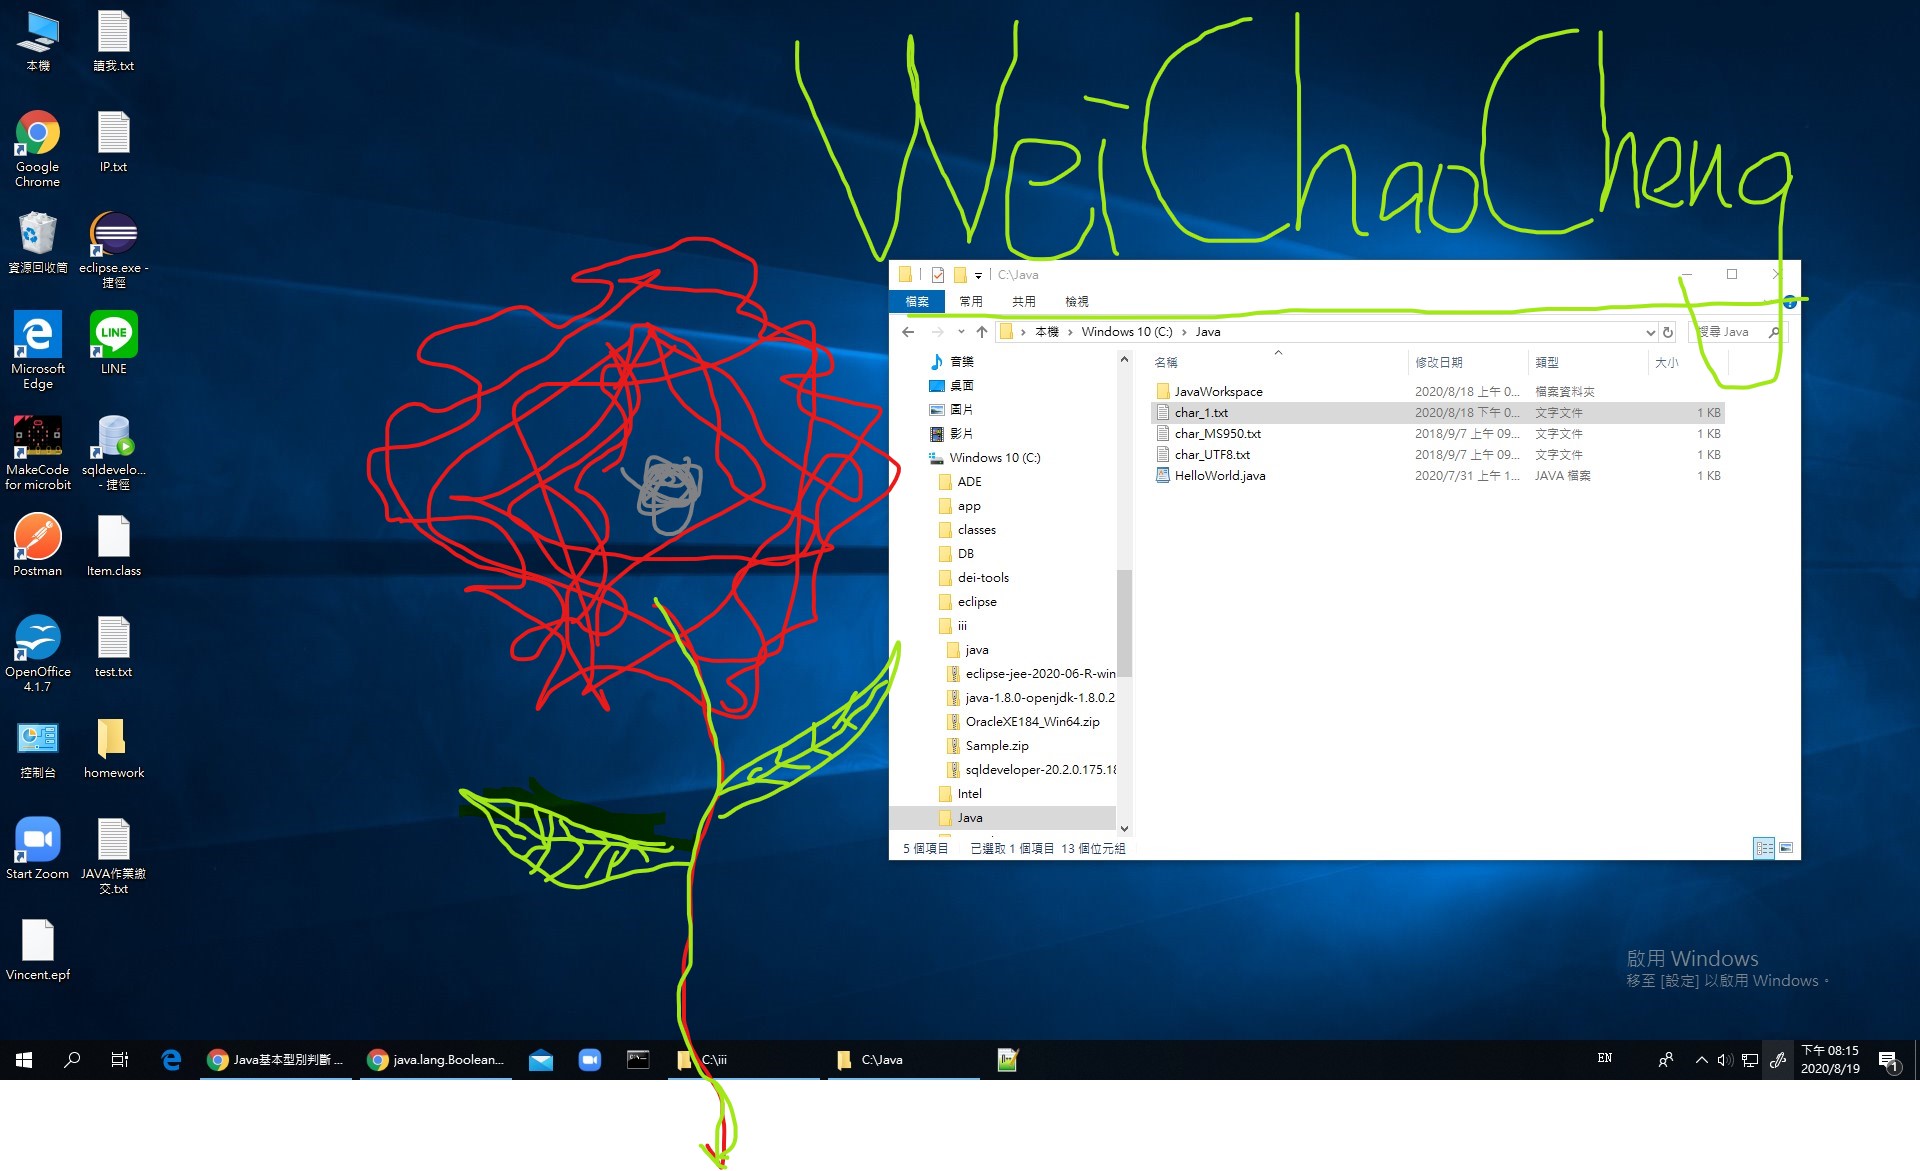 本機
讀我.txt
Google Chrome
IP.txt
資源回收筒
eclipse.exe - 捷徑
Microsoft Edge
LINE
LINE
MakeCode for microbit
sqldevelo... - 捷徑
Postman
Item.class
OpenOffice 4.1.7
test.txt
控制台
homework
Start Zoom
JAVA作業繳交.txt
Vincent.epf
Wei Chao Cheng
C:\Java
檔案 常用 共用 檢視
本機 › Windows 10 (C:) › Java
搜尋 Java
音樂
桌面
圖片
影片
Windows 10 (C:)
ADE
app
classes
DB
dei-tools
eclipse
iii
java
eclipse-jee-2020-06-R-win
java-1.8.0-openjdk-1.8.0.2
OracleXE184_Win64.zip
Sample.zip
sqldeveloper-20.2.0.175.18
Intel
Java
名稱 修改日期 類型 大小
JavaWorkspace 2020/8/18 上午 0... 檔案資料夾
char_1.txt 2020/8/18 下午 0... 文字文件 1 KB
char_MS950.txt 2018/9/7 上午 09... 文字文件 1 KB
char_UTF8.txt 2018/9/7 上午 09... 文字文件 1 KB
HelloWorld.java 2020/7/31 上午 1... JAVA 檔案 1 KB
5 個項目 已選取 1 個項目 13 個位元組
啟用 Windows
移至 [設定] 以啟用 Windows。
Java基本型別判斷 ...
java.lang.Boolean...
C:\iii
C:\Java
EN
下午 08:15
2020/8/19
1